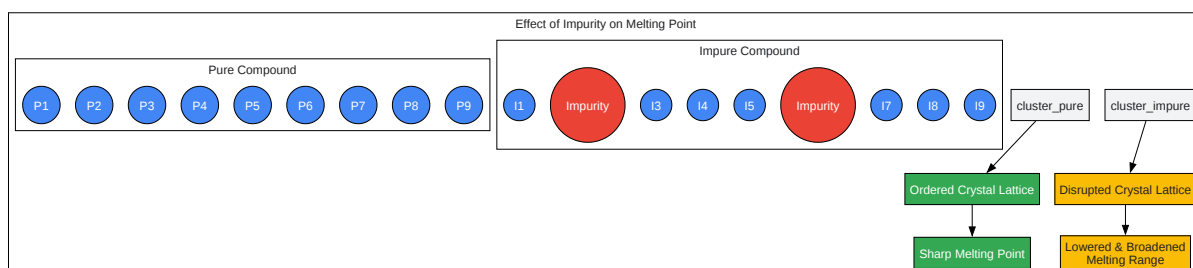 Effect of Impurity on Melting Point
Pure Compound
P1 P2 P3 P4 P5 P6 P7 P8 P9
Impure Compound
I1 Impurity I3 I4 I5 Impurity I7 I8 I9
cluster_pure
cluster_impure
Ordered Crystal Lattice
Disrupted Crystal Lattice
Sharp Melting Point
Lowered & Broadened
Melting Range